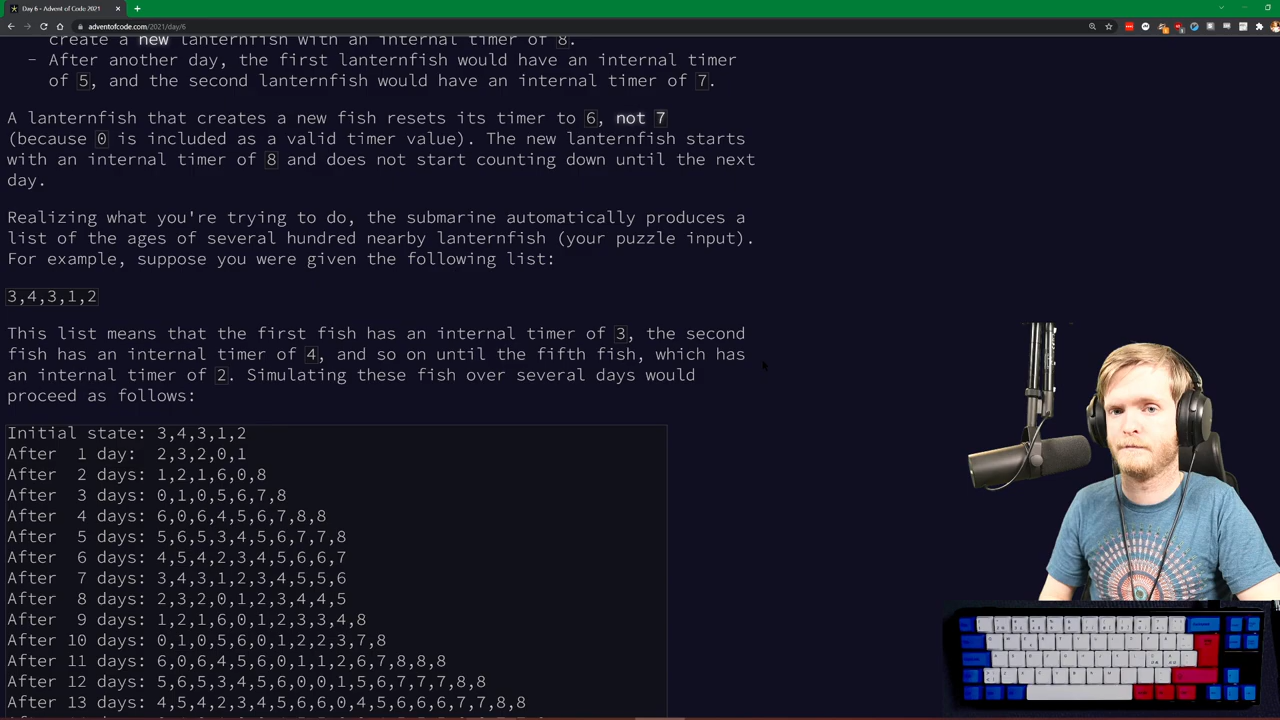 Day 6 - Advent of Code 2021
adventofcode.com/2021/day/6
create a new lanternfish with an internal timer of 8.
- After another day, the first lanternfish would have an internal timer
of 5, and the second lanternfish would have an internal timer of 7.
A lanternfish that creates a new fish resets its timer to 6, not 7
(because 0 is included as a valid timer value). The new lanternfish starts
with an internal timer of 8 and does not start counting down until the next
day.
Realizing what you're trying to do, the submarine automatically produces a
list of the ages of several hundred nearby lanternfish (your puzzle input).
For example, suppose you were given the following list:
3,4,3,1,2
This list means that the first fish has an internal timer of 3, the second
fish has an internal timer of 4, and so on until the fifth fish, which has
an internal timer of 2. Simulating these fish over several days would
proceed as follows:
Initial state: 3,4,3,1,2
After  1 day:  2,3,2,0,1
After  2 days: 1,2,1,6,0,8
After  3 days: 0,1,0,5,6,7,8
After  4 days: 6,0,6,4,5,6,7,8,8
After  5 days: 5,6,5,3,4,5,6,7,7,8
After  6 days: 4,5,4,2,3,4,5,6,6,7
After  7 days: 3,4,3,1,2,3,4,5,5,6
After  8 days: 2,3,2,0,1,2,3,4,4,5
After  9 days: 1,2,1,6,0,1,2,3,3,4,8
After 10 days: 0,1,0,5,6,0,1,2,2,3,7,8
After 11 days: 6,0,6,4,5,6,0,1,1,2,6,7,8,8,8
After 12 days: 5,6,5,3,4,5,6,0,0,1,5,6,7,7,7,8,8
After 13 days: 4,5,4,2,3,4,5,6,6,0,4,5,6,6,6,7,7,8,8